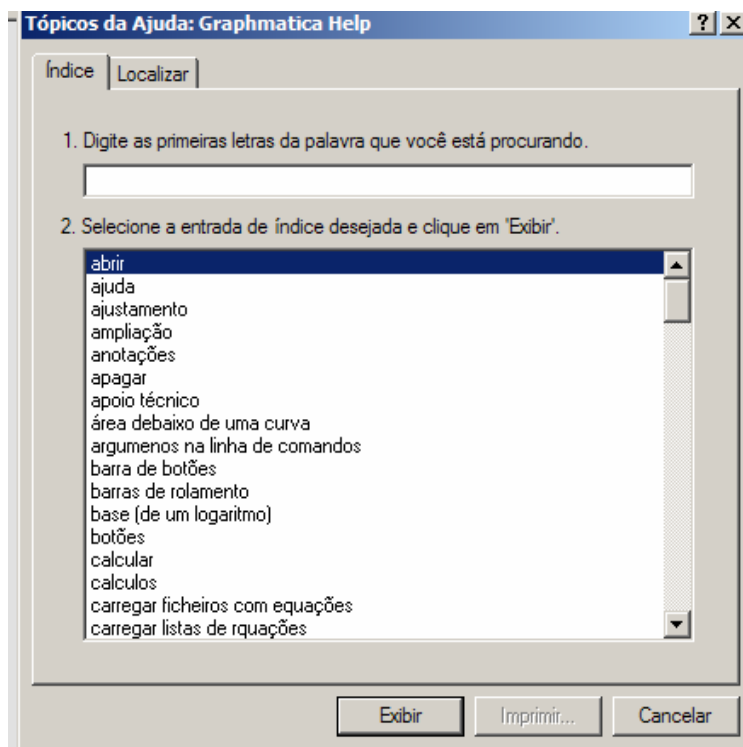 Tópicos da Ajuda: Graphmatica Help
Índice
Localizar
1. Digite as primeiras letras da palavra que você está procurando.
2. Selecione a entrada de índice desejada e clique em 'Exibir'.
abrir
ajuda
ajustamento
ampliação
anotações
apagar
apoio técnico
área debaixo de uma curva
argumenos na linha de comandos
barra de botões
barras de rolamento
base (de um logaritmo)
botões
calcular
calculos
carregar ficheiros com equações
carregar listas de rquações
Exibir
Imprimir...
Cancelar